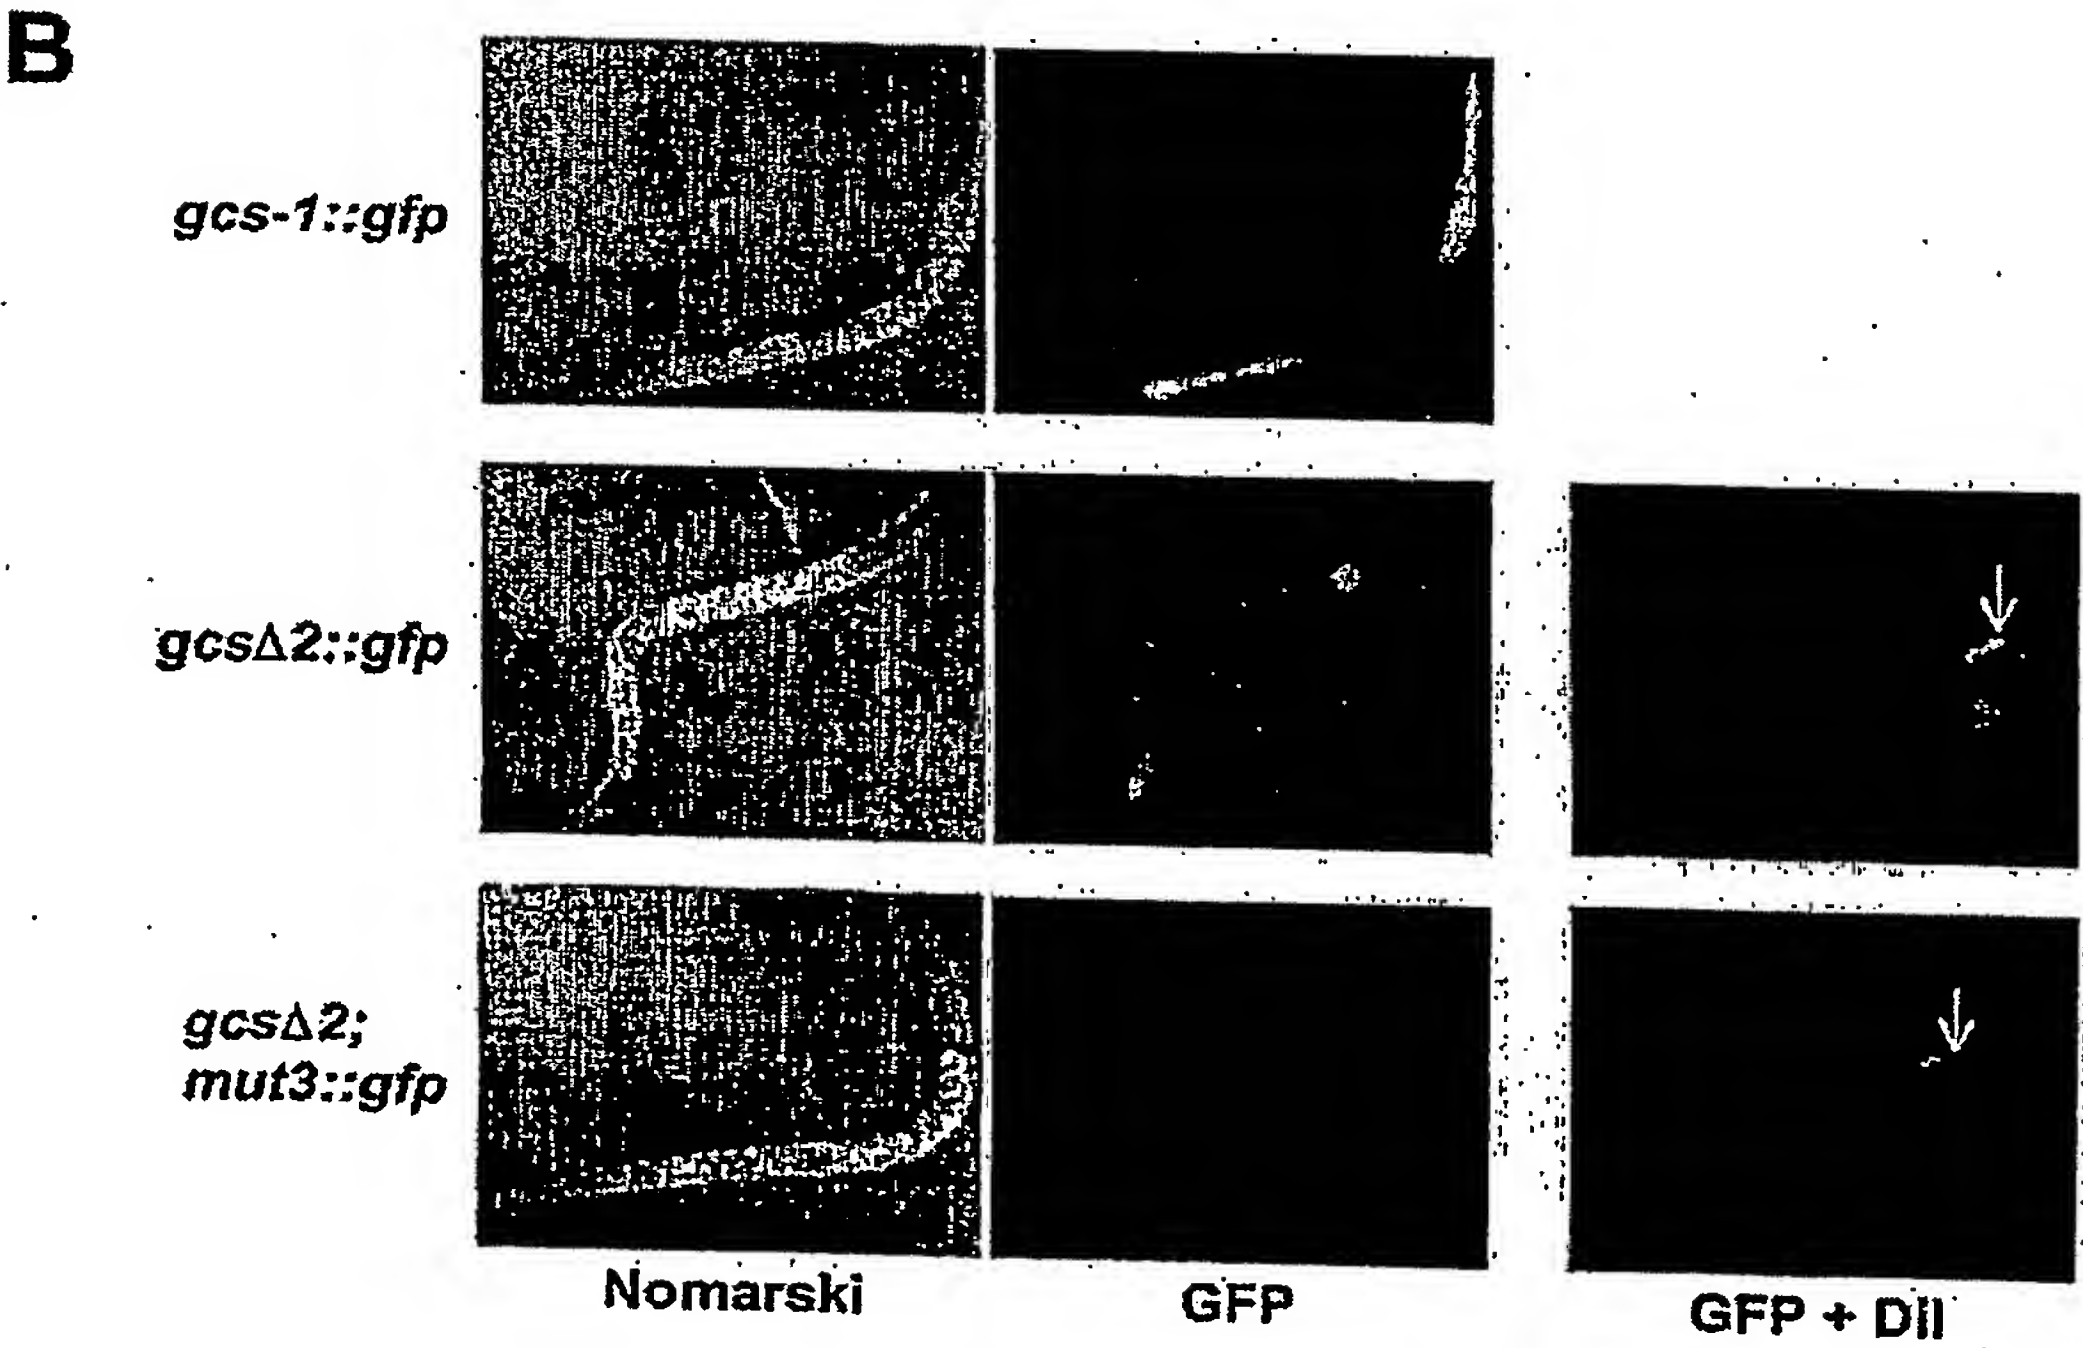 B
gcs-1::gfp
gcsΔ2::gfp
gcsΔ2;
mut3::gfp
Nomarski
GFP
GFP + DiI